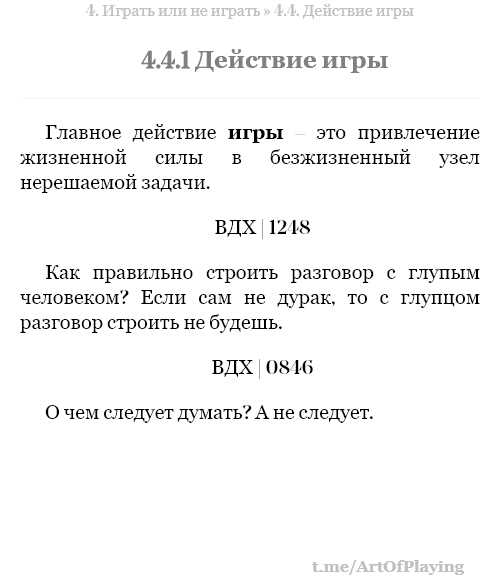 4. Играть или не играть » 4.4. Действие игры
4.4.1 Действие игры
Главное действие игры – это привлечение
жизненной силы в безжизненный узел
нерешаемой задачи.
ВДХ | 1248
Как правильно строить разговор с глупым
человеком? Если сам не дурак, то с глупцом
разговор строить не будешь.
ВДХ | 0846
О чем следует думать? А не следует.
t.me/ArtOfPlaying